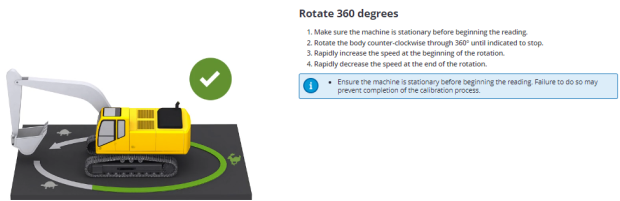 Rotate 360 degrees
1. Make sure the machine is stationary before beginning the reading.
2. Rotate the body counter-clockwise through 360° until indicated to stop.
3. Rapidly increase the speed at the beginning of the rotation.
4. Rapidly decrease the speed at the end of the rotation.
• Ensure the machine is stationary before beginning the reading. Failure to do so may
prevent completion of the calibration process.